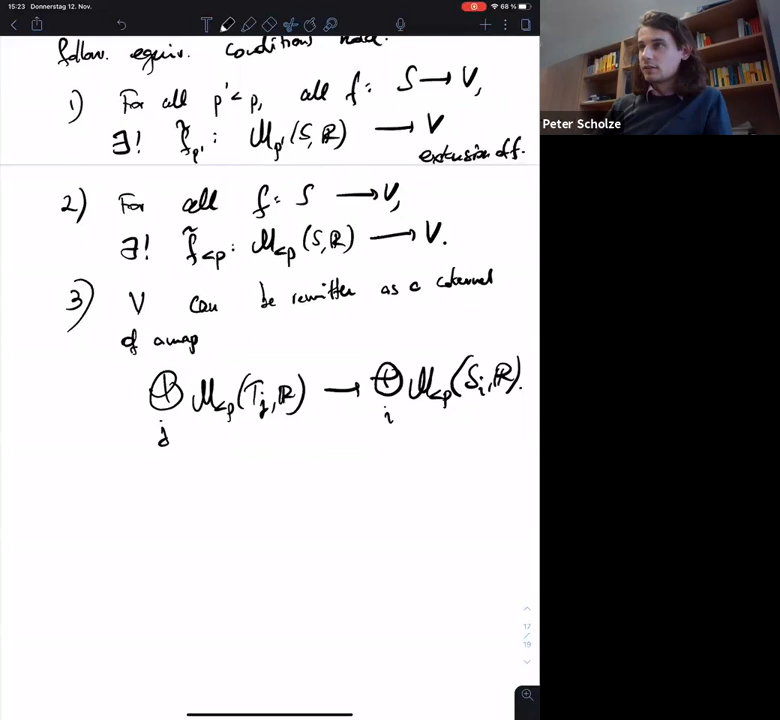 15:23 Donnerstag 12. Nov.
68 %
follow. equiv. conditions hold.
1) For all p' < p, all f: S → V,
∃! f̃_p' : M_p'(S, ℝ) → V
extension of f.
2) For all f: S → V,
∃! f̃_<p : M_<p(S, ℝ) → V.
3) V can be rewritten as a cokernel
of a map
⊕_j M_<p(T_j, ℝ) → ⊕_i M_<p(S_i, ℝ).
17
/
19
Peter Scholze